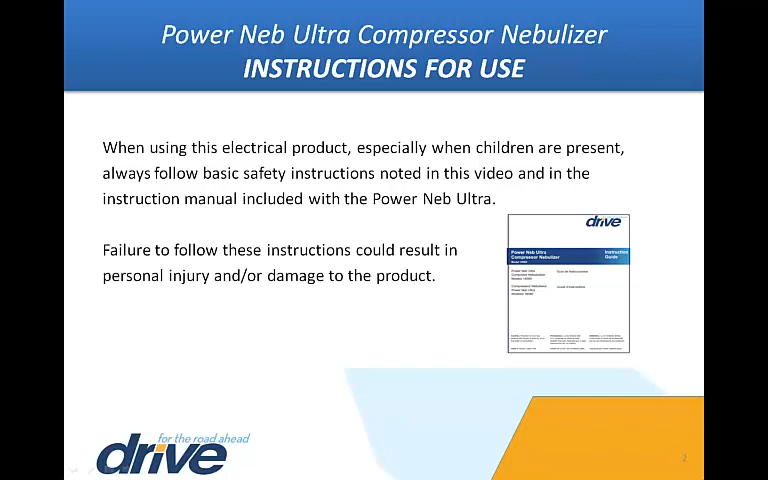 Power Neb Ultra Compressor Nebulizer
INSTRUCTIONS FOR USE
When using this electrical product, especially when children are present,
always follow basic safety instructions noted in this video and in the
instruction manual included with the Power Neb Ultra.
Failure to follow these instructions could result in
personal injury and/or damage to the product.
drive
Power Neb Ultra
Compressor Nebulizer
Instruction
Guide
for the road ahead
drive
2